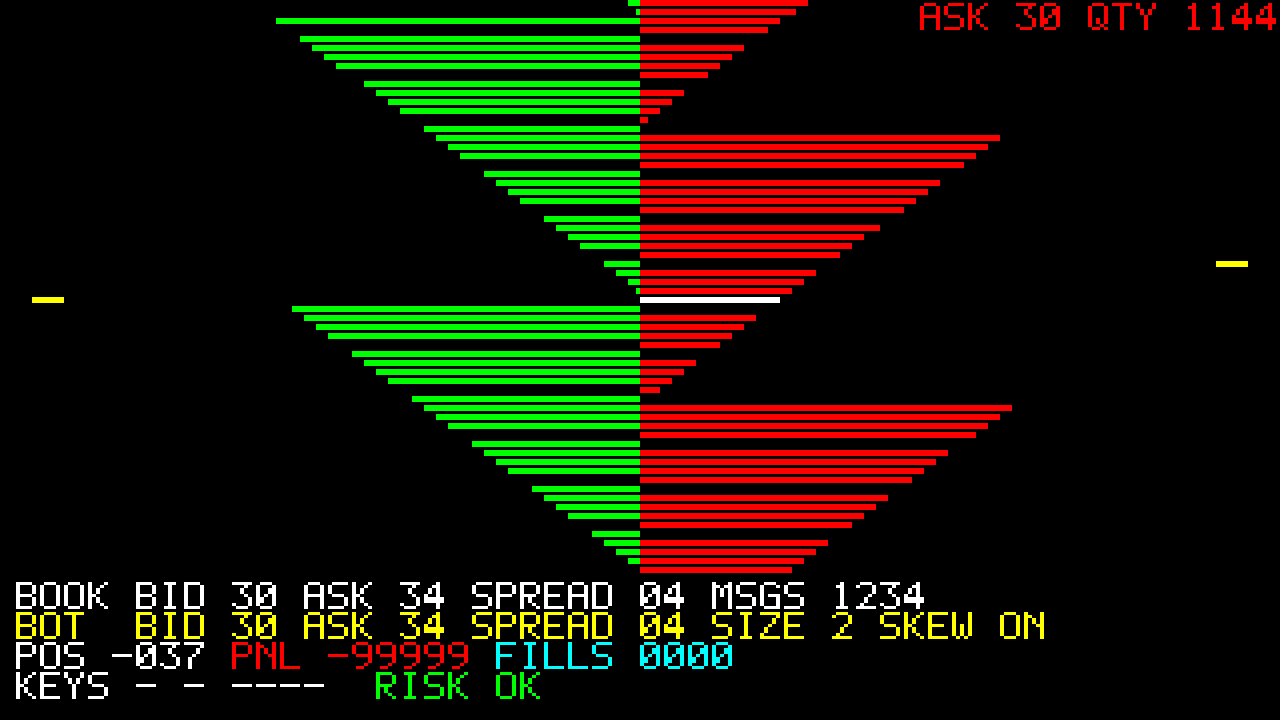 ASK 30 QTY 1144
BOOK BID 30 ASK 34 SPREAD 04 MSGS 1234
BOT BID 30 ASK 34 SPREAD 04 SIZE 2 SKEW ON
POS -037 PNL -99999 FILLS 0000
KEYS - - ---- RISK OK